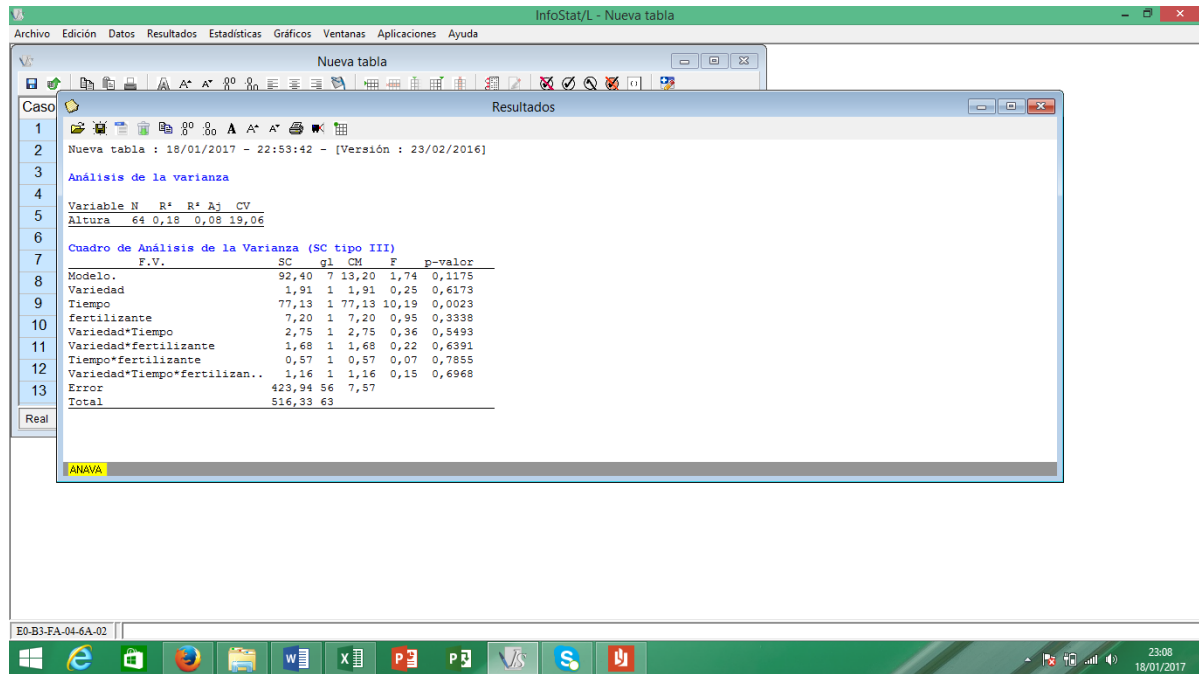 InfoStat/L - Nueva tabla
Archivo Edición Datos Resultados Estadísticas Gráficos Ventanas Aplicaciones Ayuda
Nueva tabla
Caso
Resultados
1
2
3
4
5
6
7
8
9
10
11
12
13
Real
Nueva tabla : 18/01/2017 - 22:53:42 - [Versión : 23/02/2016]
Análisis de la varianza
Variable N R² R² Aj CV
Altura 64 0,18 0,08 19,06
Cuadro de Análisis de la Varianza (SC tipo III)
F.V. SC gl CM F p-valor
Modelo. 92,40 7 13,20 1,74 0,1175
Variedad 1,91 1 1,91 0,25 0,6173
Tiempo 77,13 1 77,13 10,19 0,0023
fertilizante 7,20 1 7,20 0,95 0,3338
Variedad*Tiempo 2,75 1 2,75 0,36 0,5493
Variedad*fertilizante 1,68 1 1,68 0,22 0,6391
Tiempo*fertilizante 0,57 1 0,57 0,07 0,7855
Variedad*Tiempo*fertilizan.. 1,16 1 1,16 0,15 0,6968
Error 423,94 56 7,57
Total 516,33 63
ANAVA
E0-B3-FA-04-6A-02
23:08
18/01/2017